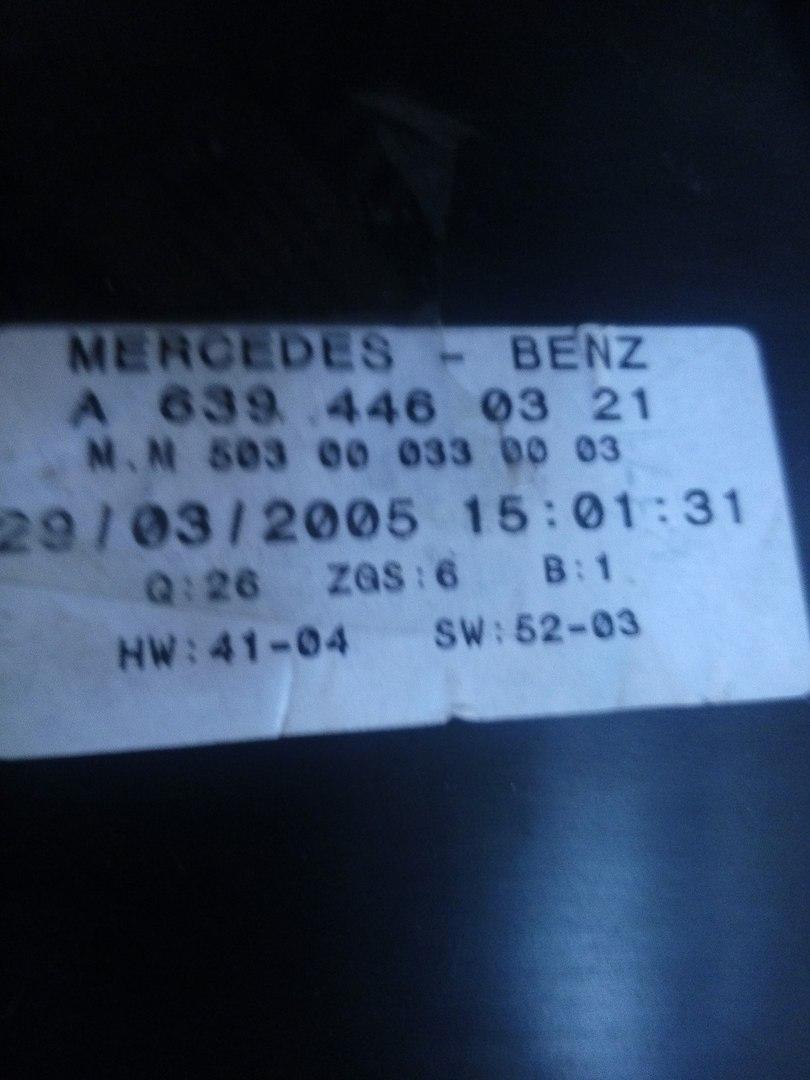 MERCEDES - BENZ
A 639 446 03 21
M.M 503 00 033 00 03
29/03/2005 15:01:31
Q:26 ZGS:6 B:1
HW:41-04 SW:52-03